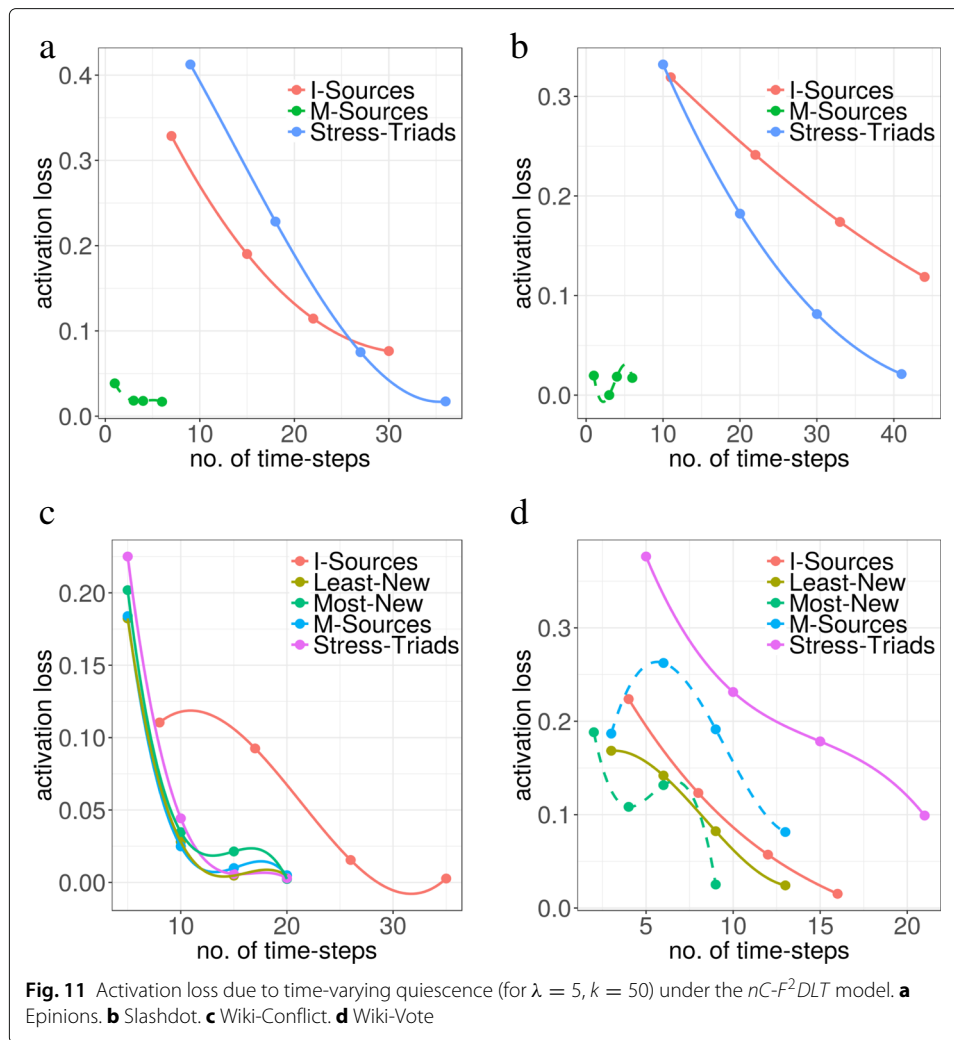 a
0.4
0.3
0.2
0.1
0.0
activation loss
I-Sources
M-Sources
Stress-Triads
0 10 20 30
no. of time-steps
b
0.3
0.2
0.1
0.0
activation loss
I-Sources
M-Sources
Stress-Triads
0 10 20 30 40
no. of time-steps
c
0.20
0.15
0.10
0.05
0.00
activation loss
I-Sources
Least-New
Most-New
M-Sources
Stress-Triads
10 20 30
no. of time-steps
d
0.3
0.2
0.1
0.0
activation loss
I-Sources
Least-New
Most-New
M-Sources
Stress-Triads
5 10 15 20
no. of time-steps
Fig. 11 Activation loss due to time-varying quiescence (for λ = 5, k = 50) under the nC-F²DLT model. a
Epinions. b Slashdot. c Wiki-Conflict. d Wiki-Vote